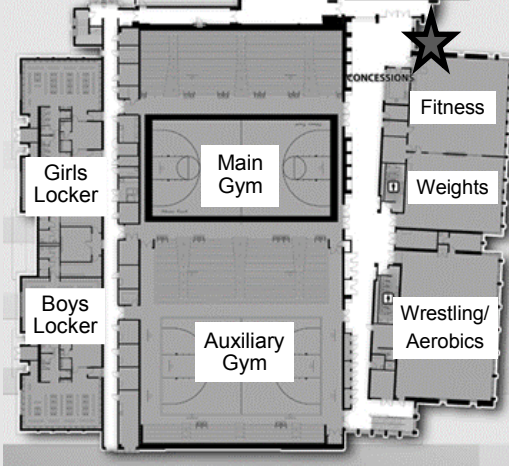 CONCESSIONS
Fitness
Girls
Locker
Main
Gym
Weights
Boys
Locker
Auxiliary
Gym
Wrestling/
Aerobics